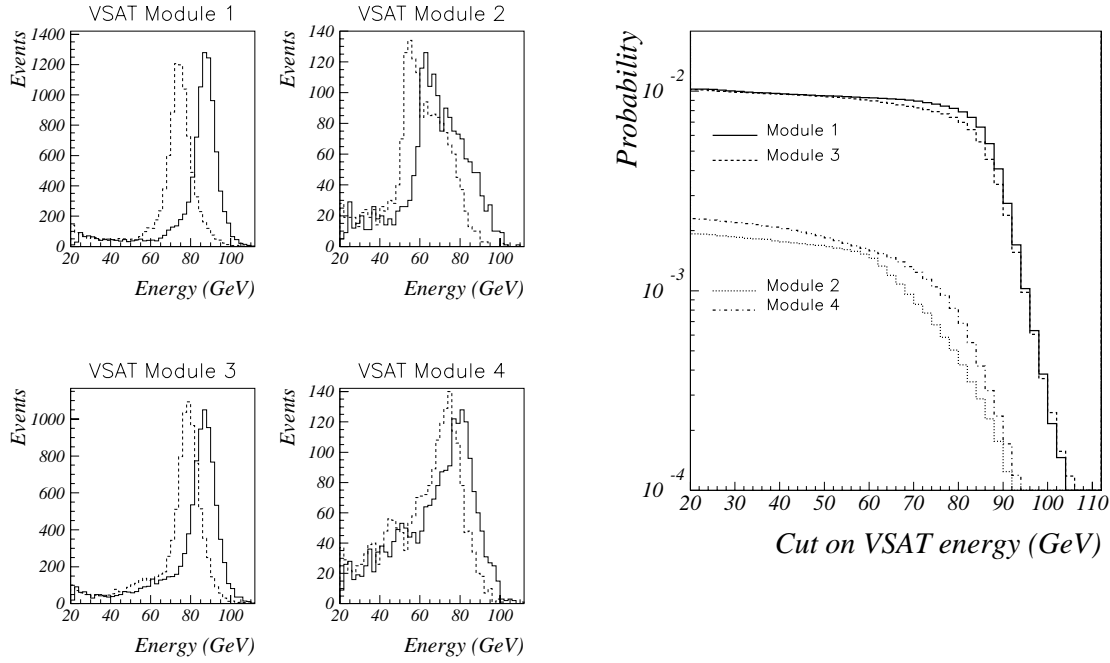 VSAT Module 1
Events
1400
1200
1000
800
600
400
200
0
20 40 60 80 100
Energy (GeV)
VSAT Module 2
Events
140
120
100
80
60
40
20
0
20 40 60 80 100
Energy (GeV)
VSAT Module 3
Events
1000
800
600
400
200
0
20 40 60 80 100
Energy (GeV)
VSAT Module 4
Events
140
120
100
80
60
40
20
0
20 40 60 80 100
Energy (GeV)
Probability
10 -2
Module 1
Module 3
10 -3
Module 2
Module 4
10 -4
20 30 40 50 60 70 80 90 100 110
Cut on VSAT energy (GeV)